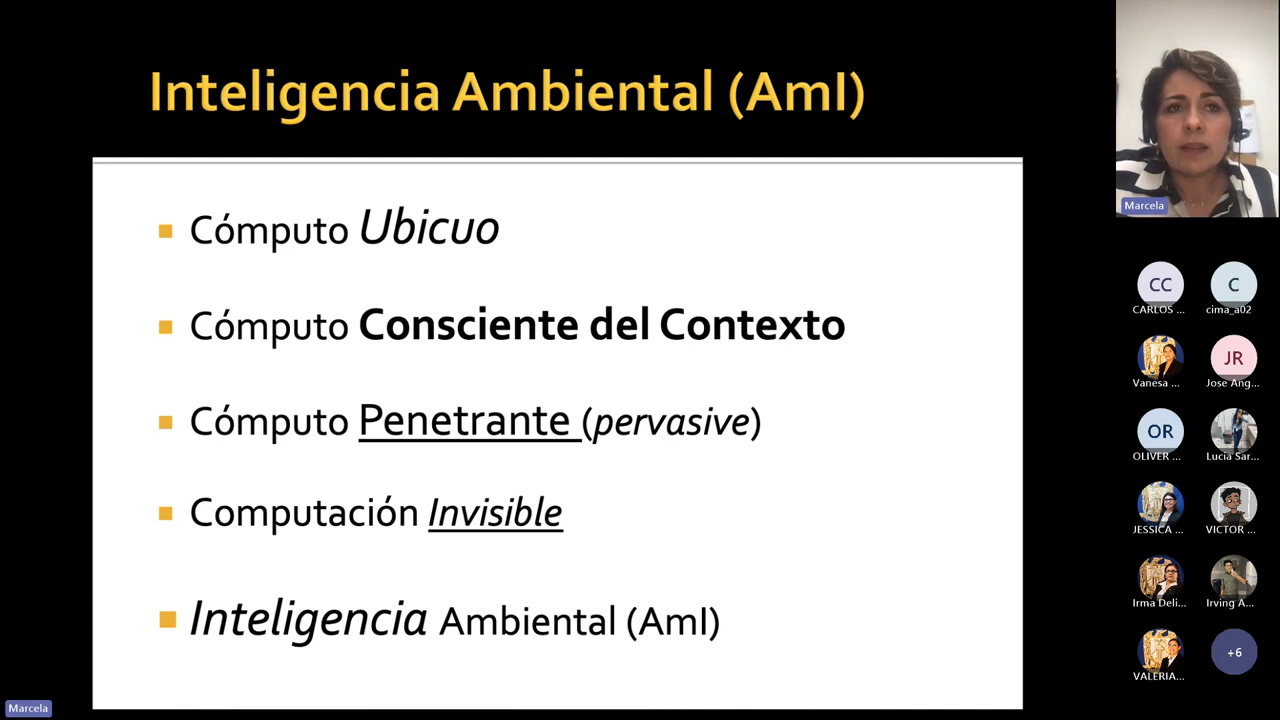 Inteligencia Ambiental (AmI)
Cómputo Ubicuo
Cómputo Consciente del Contexto
Cómputo Penetrante (pervasive)
Computación Invisible
Inteligencia Ambiental (AmI)
Marcela
CC
CARLOS ...
C
cima_a02
Vanesa ...
JR
Jose Ang...
OR
OLIVER ...
Lucía Sar...
JESSICA ...
VICTOR ...
Irma Deli...
Irving A...
VALERIA...
+6
Marcela